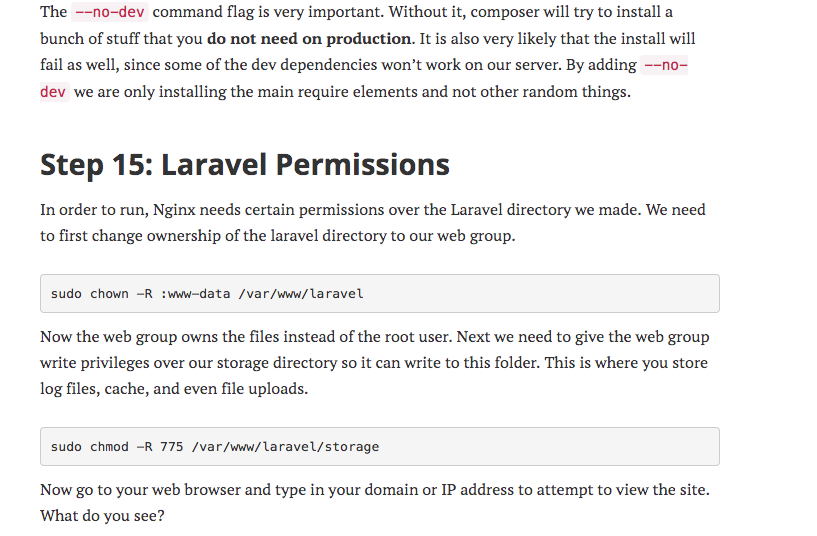 The --no-dev command flag is very important. Without it, composer will try to install a
bunch of stuff that you do not need on production. It is also very likely that the install will
fail as well, since some of the dev dependencies won’t work on our server. By adding --no-
dev we are only installing the main require elements and not other random things.
Step 15: Laravel Permissions
In order to run, Nginx needs certain permissions over the Laravel directory we made. We need
to first change ownership of the laravel directory to our web group.
sudo chown -R :www-data /var/www/laravel
Now the web group owns the files instead of the root user. Next we need to give the web group
write privileges over our storage directory so it can write to this folder. This is where you store
log files, cache, and even file uploads.
sudo chmod -R 775 /var/www/laravel/storage
Now go to your web browser and type in your domain or IP address to attempt to view the site.
What do you see?